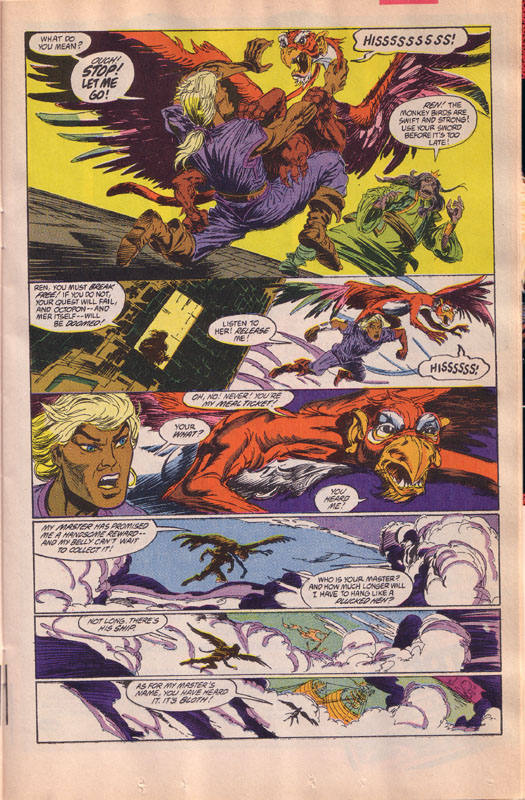 WHAT DO
YOU MEAN?
OUCH!
STOP!
LET ME
GO!
HISSSSSSSSS!
REN! THE
MONKEY BIRDS ARE
SWIFT AND STRONG!
USE YOUR SWORD
BEFORE IT'S TOO
LATE!
REN, YOU MUST BREAK
FREE! IF YOU DO NOT,
YOUR QUEST WILL FAIL,
AND OCTOPON--AND
MER ITSELF--WILL
BE DOOMED!
LISTEN TO
HER! RELEASE
ME!
HISSSSSS!
OH, NO! NEVER! YOU'RE
MY MEAL TICKET!
YOUR
WHAT?
YOU
HEARD
ME!
MY MASTER HAS PROMISED
ME A HANDSOME REWARD--
AND MY BELLY CAN'T WAIT
TO COLLECT IT!
WHO IS YOUR MASTER?
AND HOW MUCH LONGER WILL
I HAVE TO HANG LIKE A
PLUCKED HEN?
NOT LONG. THERE'S
HIS SHIP.
AS FOR MY MASTER'S
NAME, YOU HAVE HEARD
IT. IT'S BLOTH!